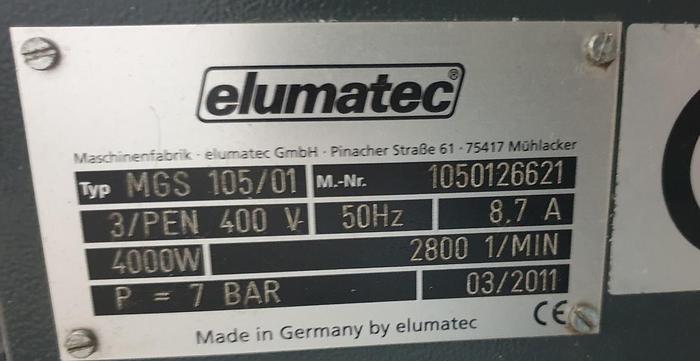 elumatec®
Maschinenfabrik · elumatec GmbH · Pinacher Straße 61 · 75417 Mühlacker
Typ MGS 105/01 M.-Nr. 1050126621
3/PEN 400 V 50Hz 8.7 A
4000W 2800 1/MIN
P = 7 BAR 03/2011
Made in Germany by elumatec CE